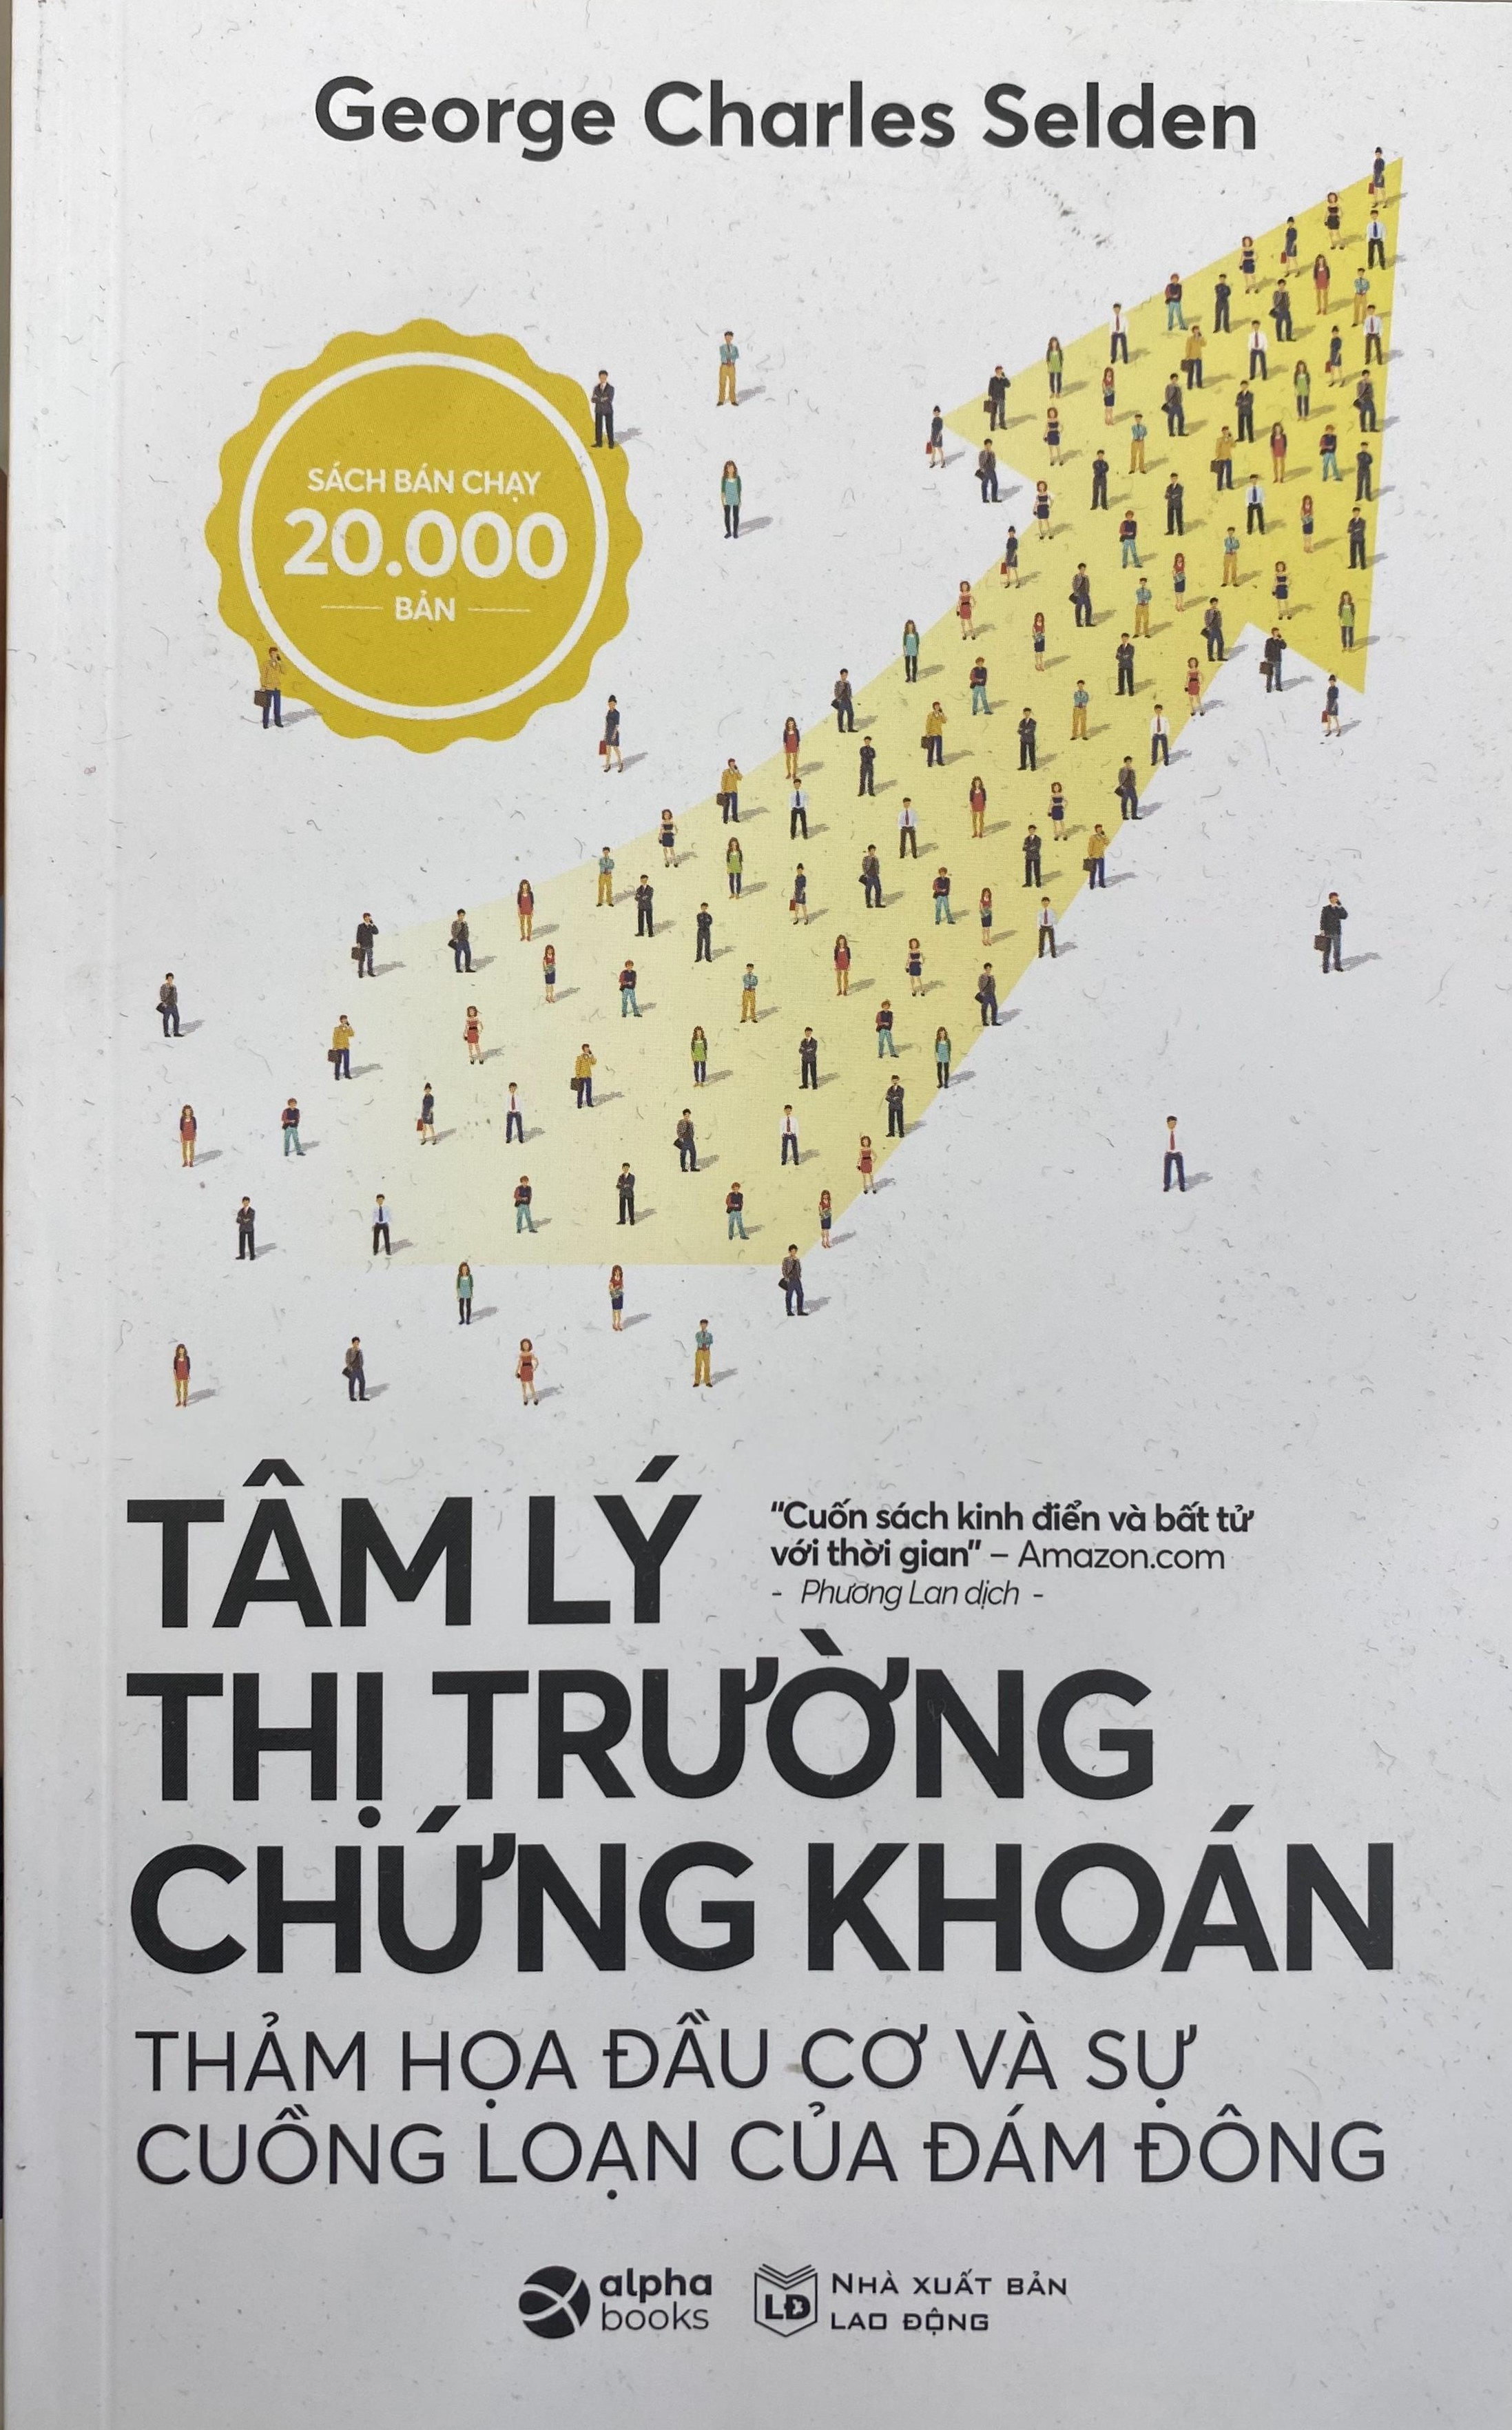 George Charles Selden
SÁCH BÁN CHẠY
20.000
BẢN
TÂM LÝ
"Cuốn sách kinh điển và bất tử
với thời gian" – Amazon.com
- Phương Lan dịch -
THỊ TRƯỜNG
CHỨNG KHOÁN
THẢM HỌA ĐẦU CƠ VÀ SỰ
CUỒNG LOẠN CỦA ĐÁM ĐÔNG
alpha
books
LĐ
NHÀ XUẤT BẢN
LAO ĐỘNG